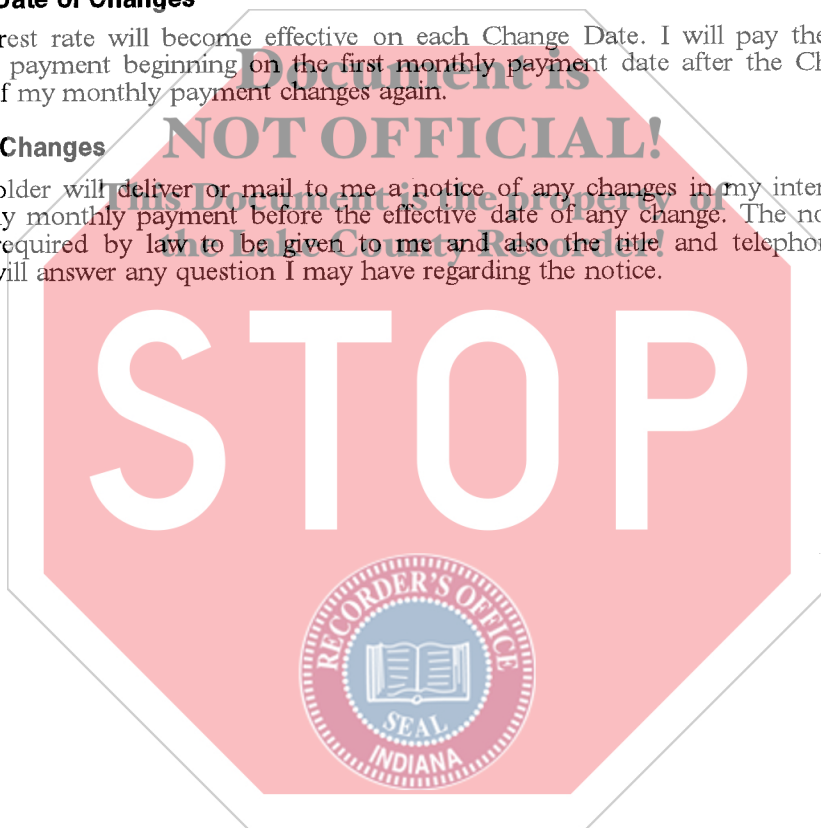 Date of Changes
rest rate will become effective on each Change Date. I will pay the
payment beginning on the first monthly payment date after the Ch
f my monthly payment changes again.
Changes
older will deliver or mail to me a notice of any changes in my inter
y monthly payment before the effective date of any change. The no
equired by law to be given to me and also the title and telephon
will answer any question I may have regarding the notice.
Document is
NOT OFFICIAL!
This Document is the property of
the Lake County Recorder!
STOP
RECORDER'S OFFICE
SEAL
INDIANA